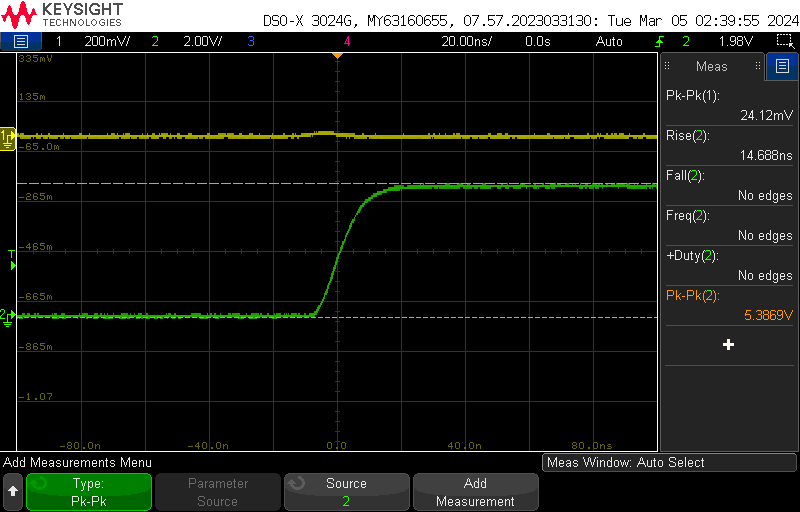 KEYSIGHT
TECHNOLOGIES
DSO-X 3024G, MY63160655, 07.57.2023033130: Tue Mar 05 02:39:55 2024
1 200mV/ 2 2.00V/ 3 4 20.00ns/ 0.0s Auto 2 1.98V
335mV
135m
1
-65.0m
-265m
-465m
T
-665m
2
-865m
-1.07
-80.0n -40.0n 0.0 40.0n 80.0ns
Meas
Pk-Pk(1):
24.12mV
Rise(2):
14.688ns
Fall(2):
No edges
Freq(2):
No edges
+Duty(2):
No edges
Pk-Pk(2):
5.3869V
+
Add Measurements Menu
Meas Window: Auto Select
Type:
Pk-Pk
Parameter
Source
Source
2
Add
Measurement